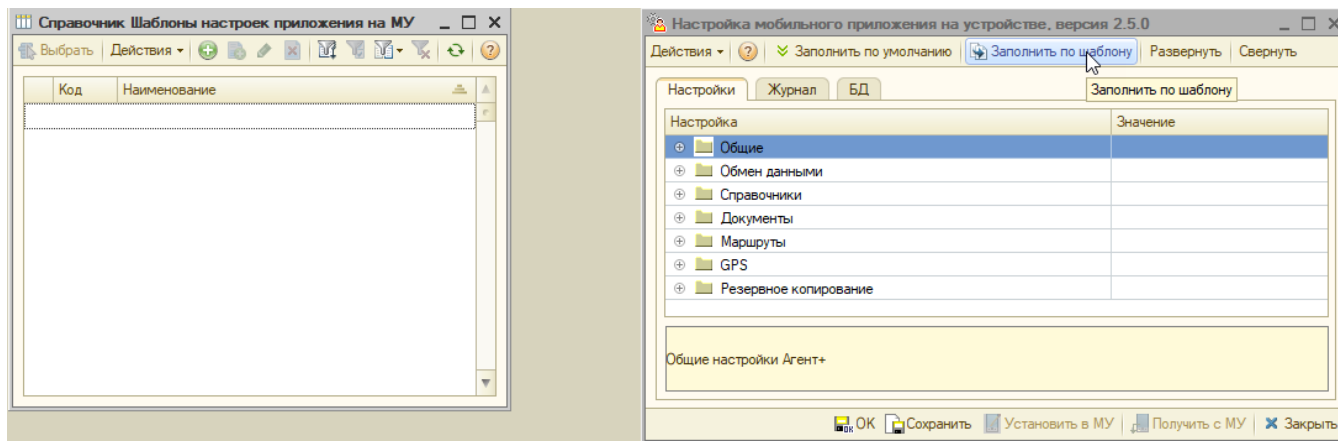 Справочник Шаблоны настроек приложения на МУ
Выбрать Действия
Код Наименование
Настройка мобильного приложения на устройстве, версия 2.5.0
Действия Заполнить по умолчанию Заполнить по шаблону Развернуть Свернуть
Настройки Журнал БД
Заполнить по шаблону
Настройка Значение
Общие
Обмен данными
Справочники
Документы
Маршруты
GPS
Резервное копирование
Общие настройки Агент+
OK Сохранить Установить в МУ Получить с МУ Закрыть